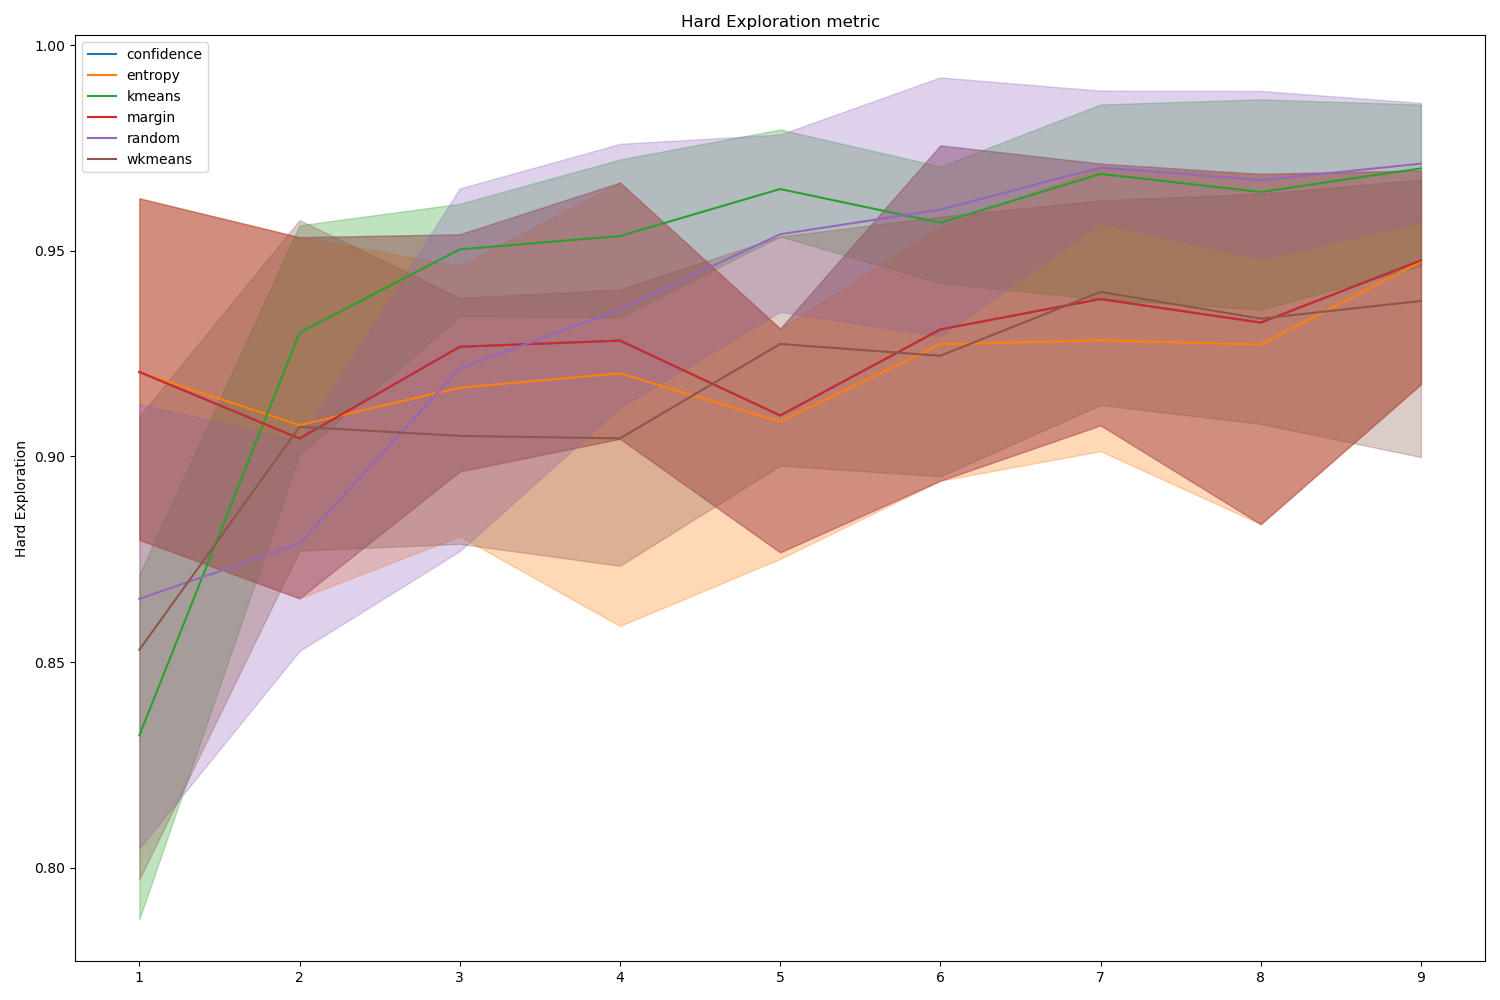 Hard Exploration metric
confidence
entropy
kmeans
margin
random
wkmeans
1.00
0.95
0.90
0.85
0.80
Hard Exploration
1 2 3 4 5 6 7 8 9